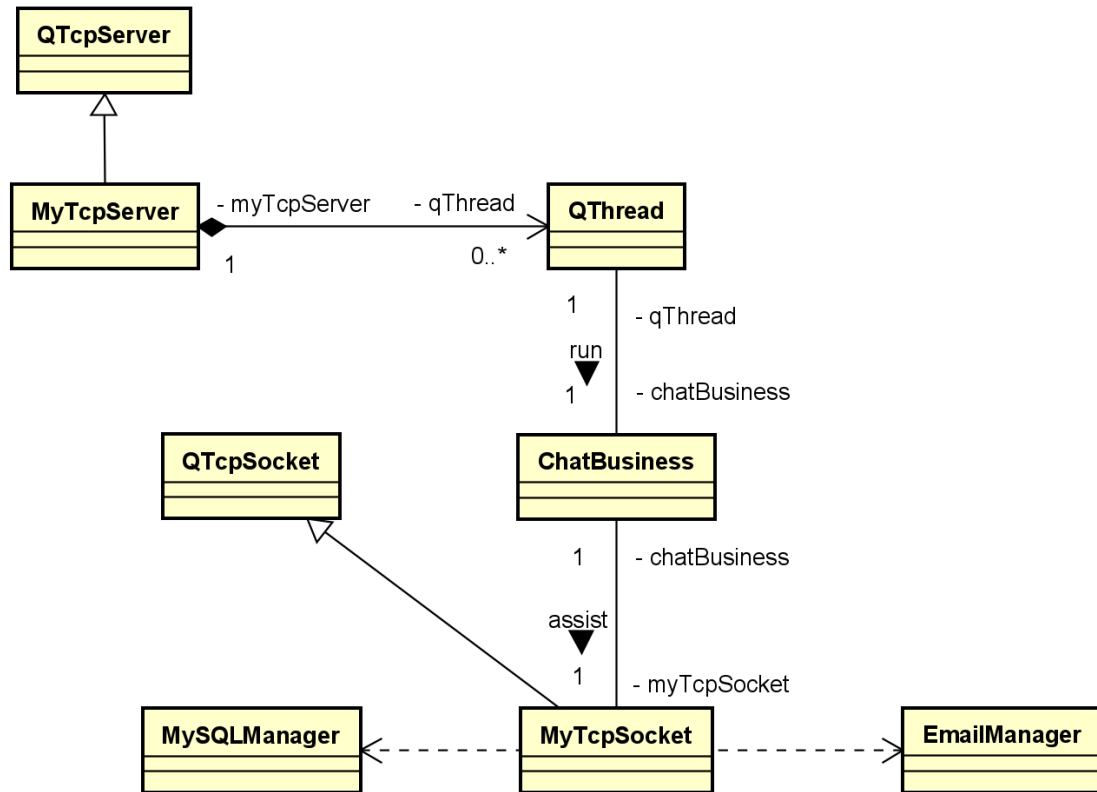 QTcpServer
MyTcpServer
- myTcpServer
- qThread
QThread
1
0..*
1
- qThread
run
1
- chatBusiness
QTcpSocket
ChatBusiness
1
- chatBusiness
assist
1
- myTcpSocket
MySQLManager
MyTcpSocket
EmailManager